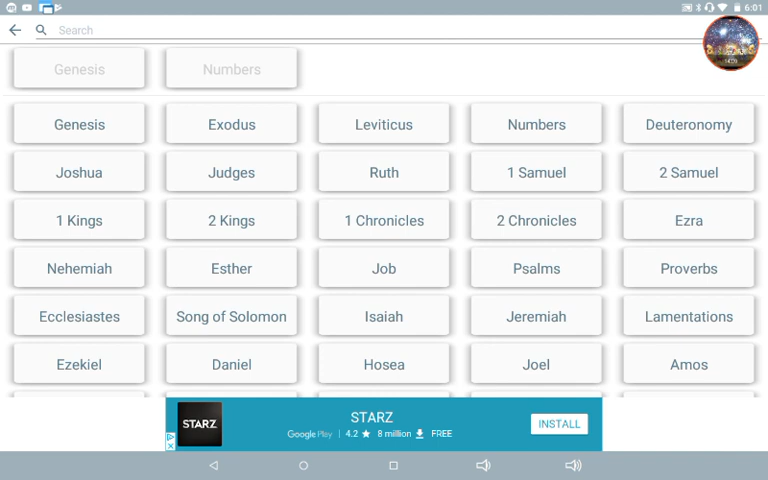 6:01
Search
Genesis Numbers
Genesis Exodus Leviticus Numbers Deuteronomy
Joshua Judges Ruth 1 Samuel 2 Samuel
1 Kings 2 Kings 1 Chronicles 2 Chronicles Ezra
Nehemiah Esther Job Psalms Proverbs
Ecclesiastes Song of Solomon Isaiah Jeremiah Lamentations
Ezekiel Daniel Hosea Joel Amos
STARZ
STARZ
Google Play | 4.2 ★ 8 million FREE
INSTALL